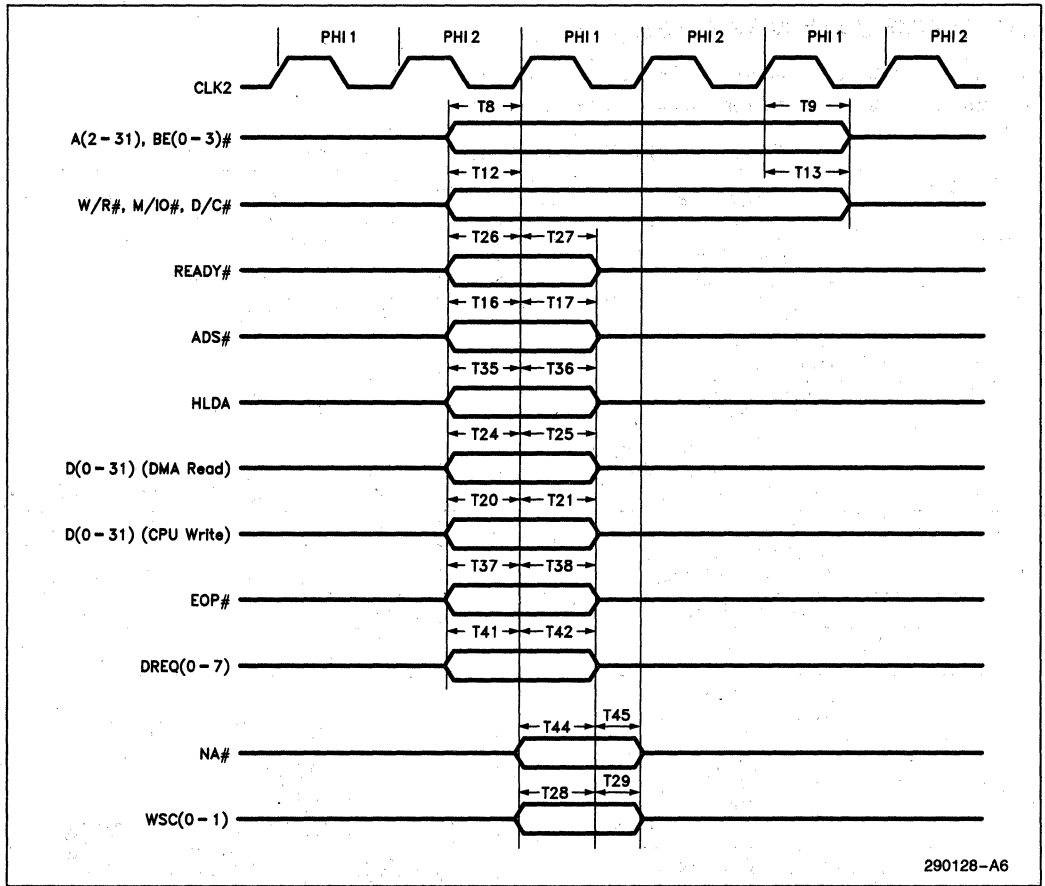 PHI 1 PHI 2 PHI 1 PHI 2 PHI 1 PHI 2
CLK2
T8 T9
A(2-31), BE(0-3)#
T12 T13
W/R#, M/IO#, D/C#
T26 T27
READY#
T16 T17
ADS#
T35 T36
HLDA
T24 T25
D(0-31) (DMA Read)
T20 T21
D(0-31) (CPU Write)
T37 T38
EOP#
T41 T42
DREQ(0-7)
T44 T45
NA#
T28 T29
WSC(0-1)
290128-A6